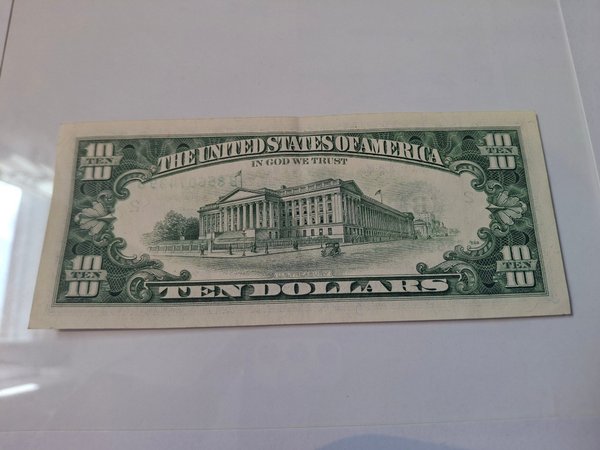 10 TEN 10
THE UNITED STATES OF AMERICA
10 TEN 10
IN GOD WE TRUST
10 TEN 10
TEN DOLLARS
10 TEN 10